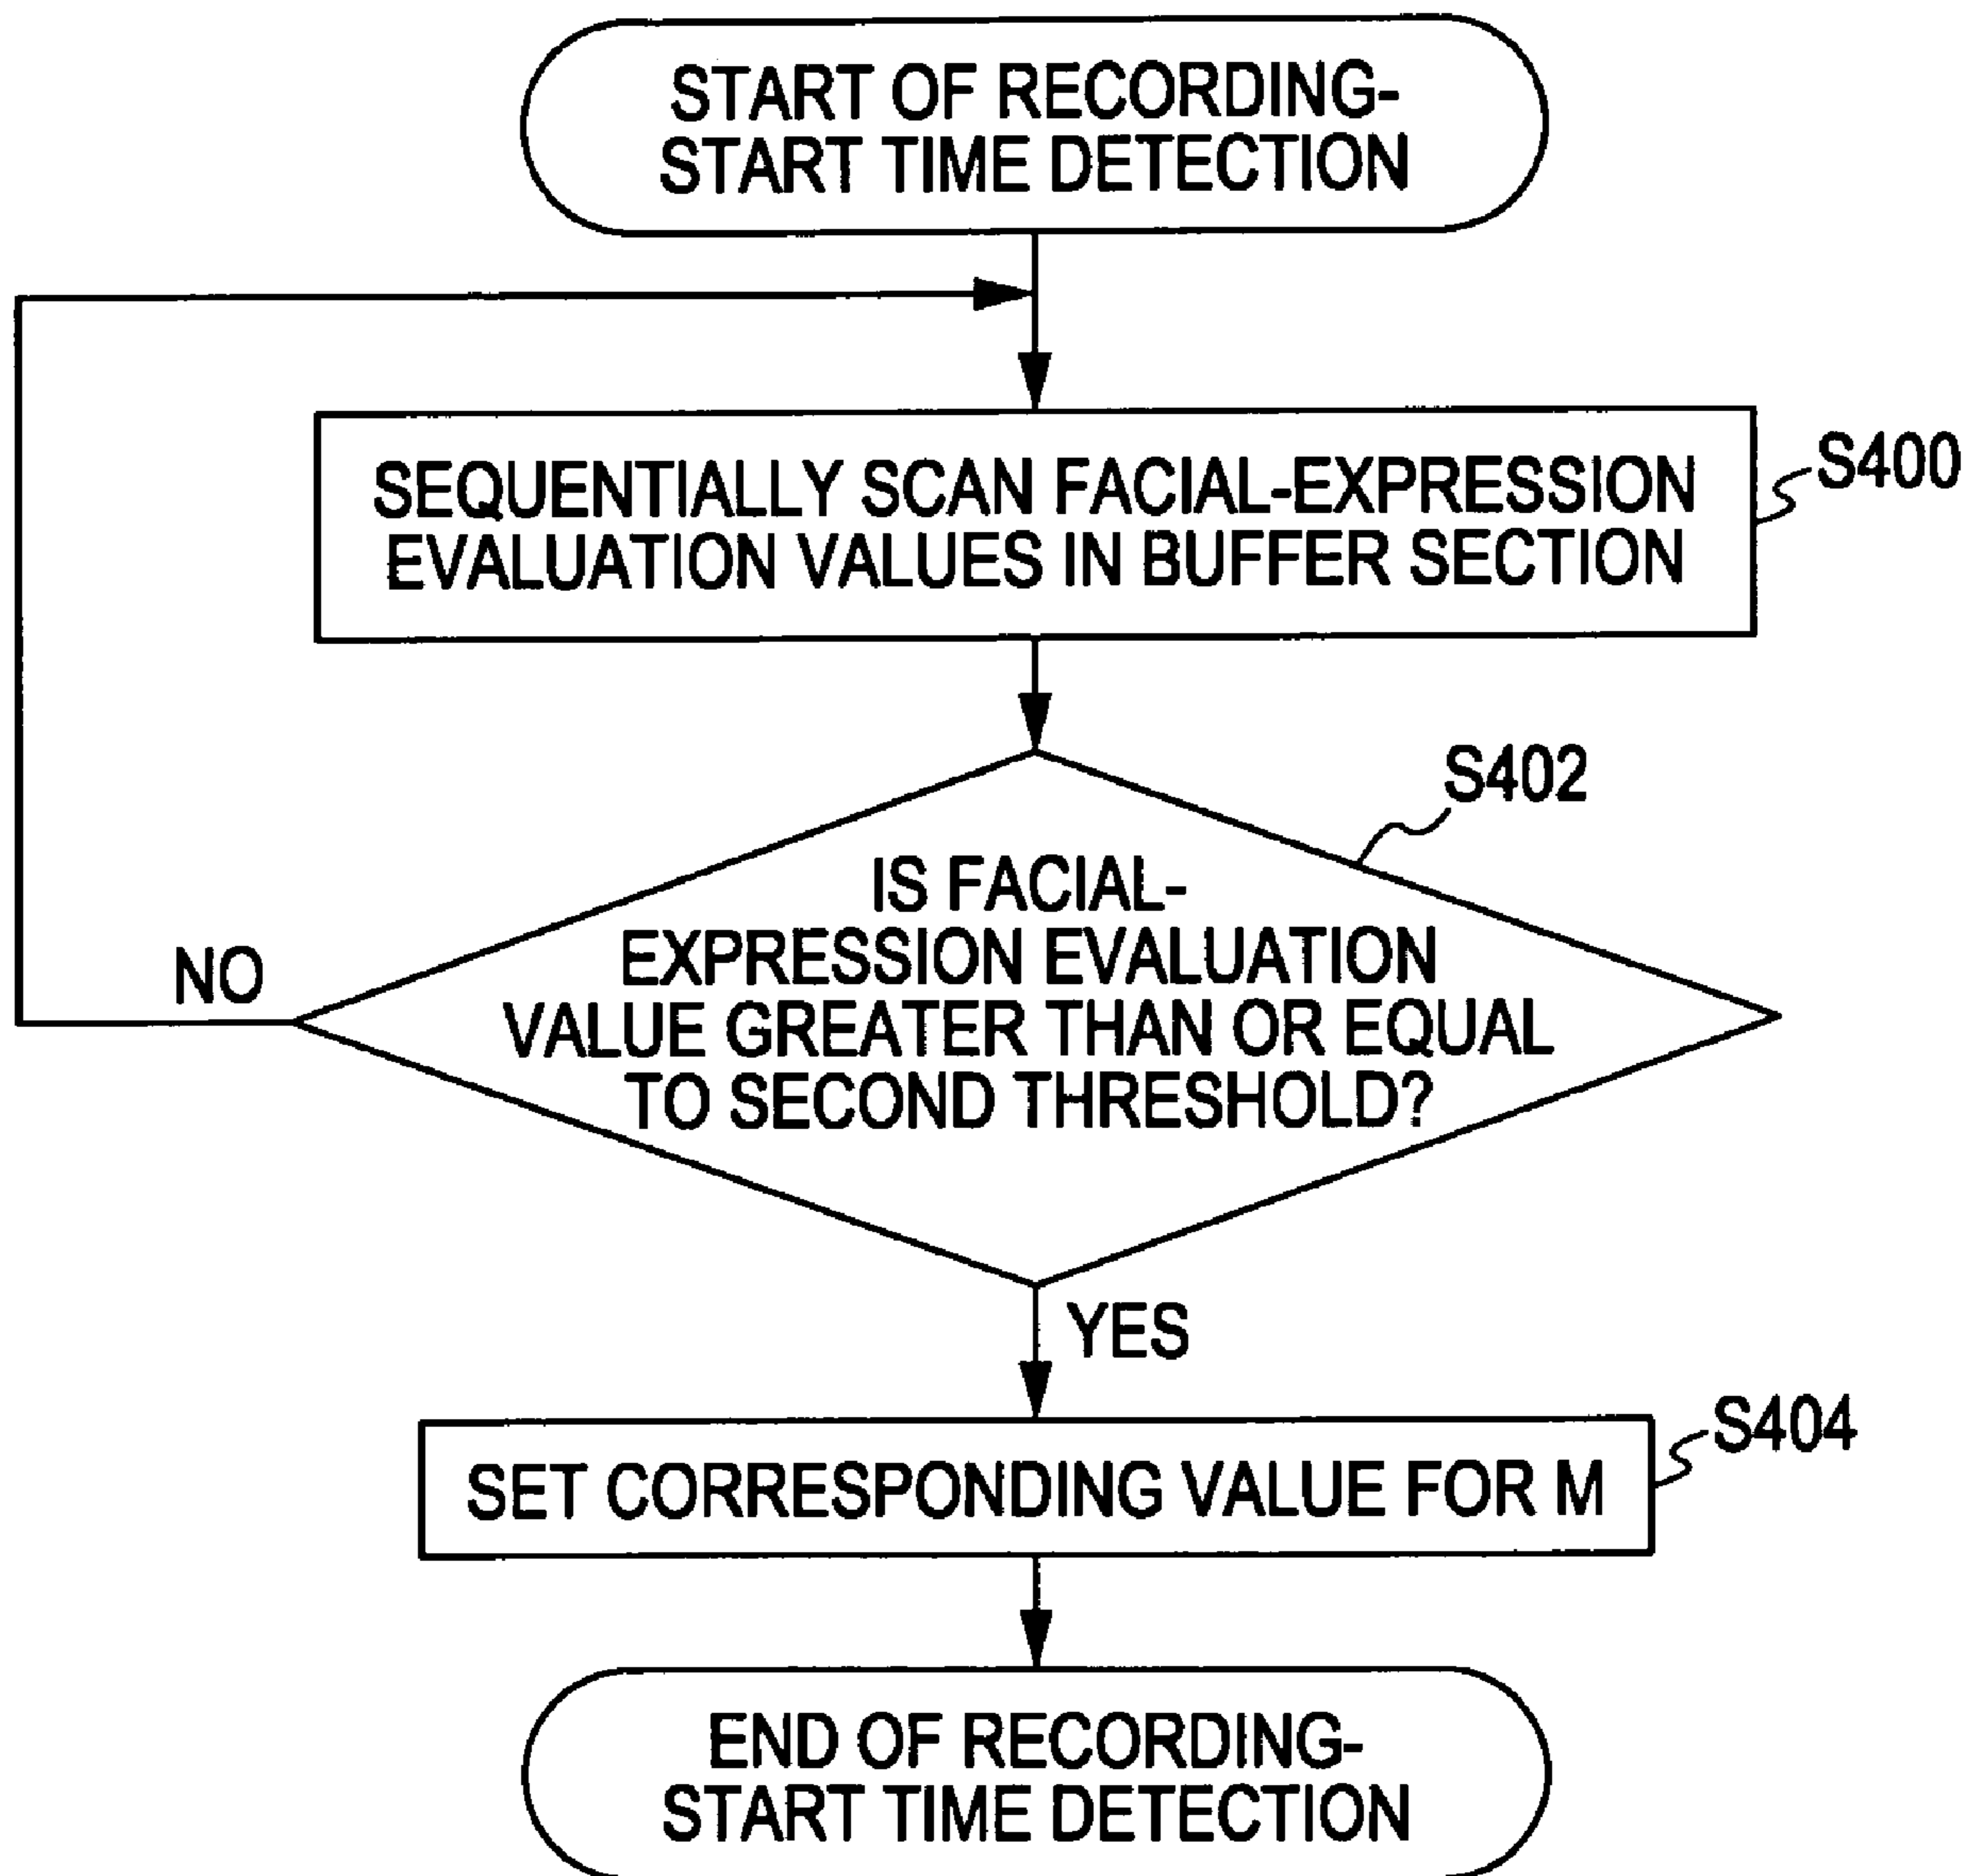 START OF RECORDING-
START TIME DETECTION
SEQUENTIALLY SCAN FACIAL-EXPRESSION
EVALUATION VALUES IN BUFFER SECTION
S400
S402
IS FACIAL-
EXPRESSION EVALUATION
VALUE GREATER THAN OR EQUAL
TO SECOND THRESHOLD?
NO
YES
SET CORRESPONDING VALUE FOR M
S404
END OF RECORDING-
START TIME DETECTION